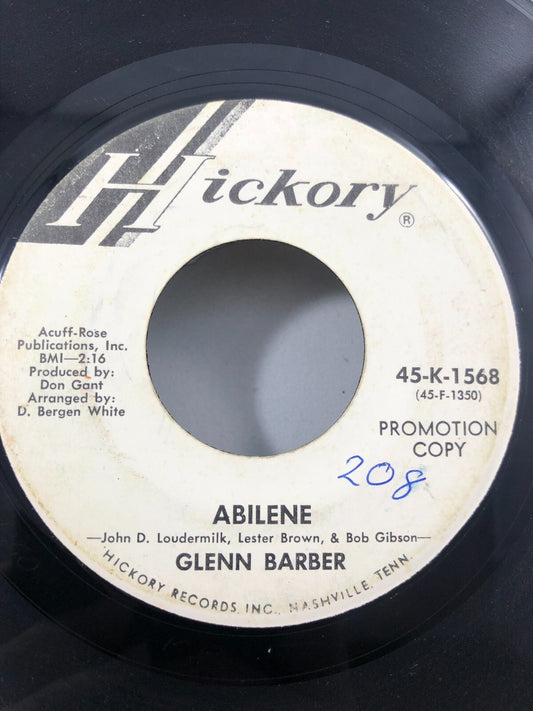 Hickory®
Acuff-Rose
Publications, Inc.
BMI—2:16
Produced by:
Don Gant
Arranged by:
D. Bergen White
45-K-1568
(45-F-1350)
PROMOTION
COPY
208
ABILENE
—John D. Loudermilk, Lester Brown, & Bob Gibson—
GLENN BARBER
HICKORY RECORDS, INC., NASHVILLE, TENN.